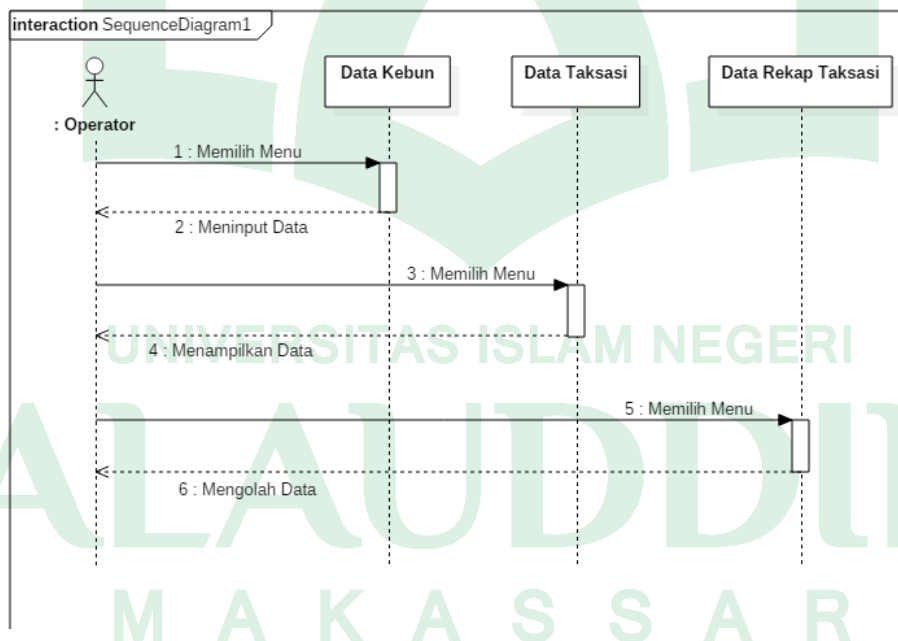 interaction SequenceDiagram1
Data Kebun
Data Taksasi
Data Rekap Taksasi
: Operator
1 : Memilih Menu
2 : Meninput Data
3 : Memilih Menu
4 : Menampilkan Data
5 : Memilih Menu
6 : Mengolah Data
UNIVERSITAS ISLAM NEGERI
ALAUDDIN
MAKASSAR